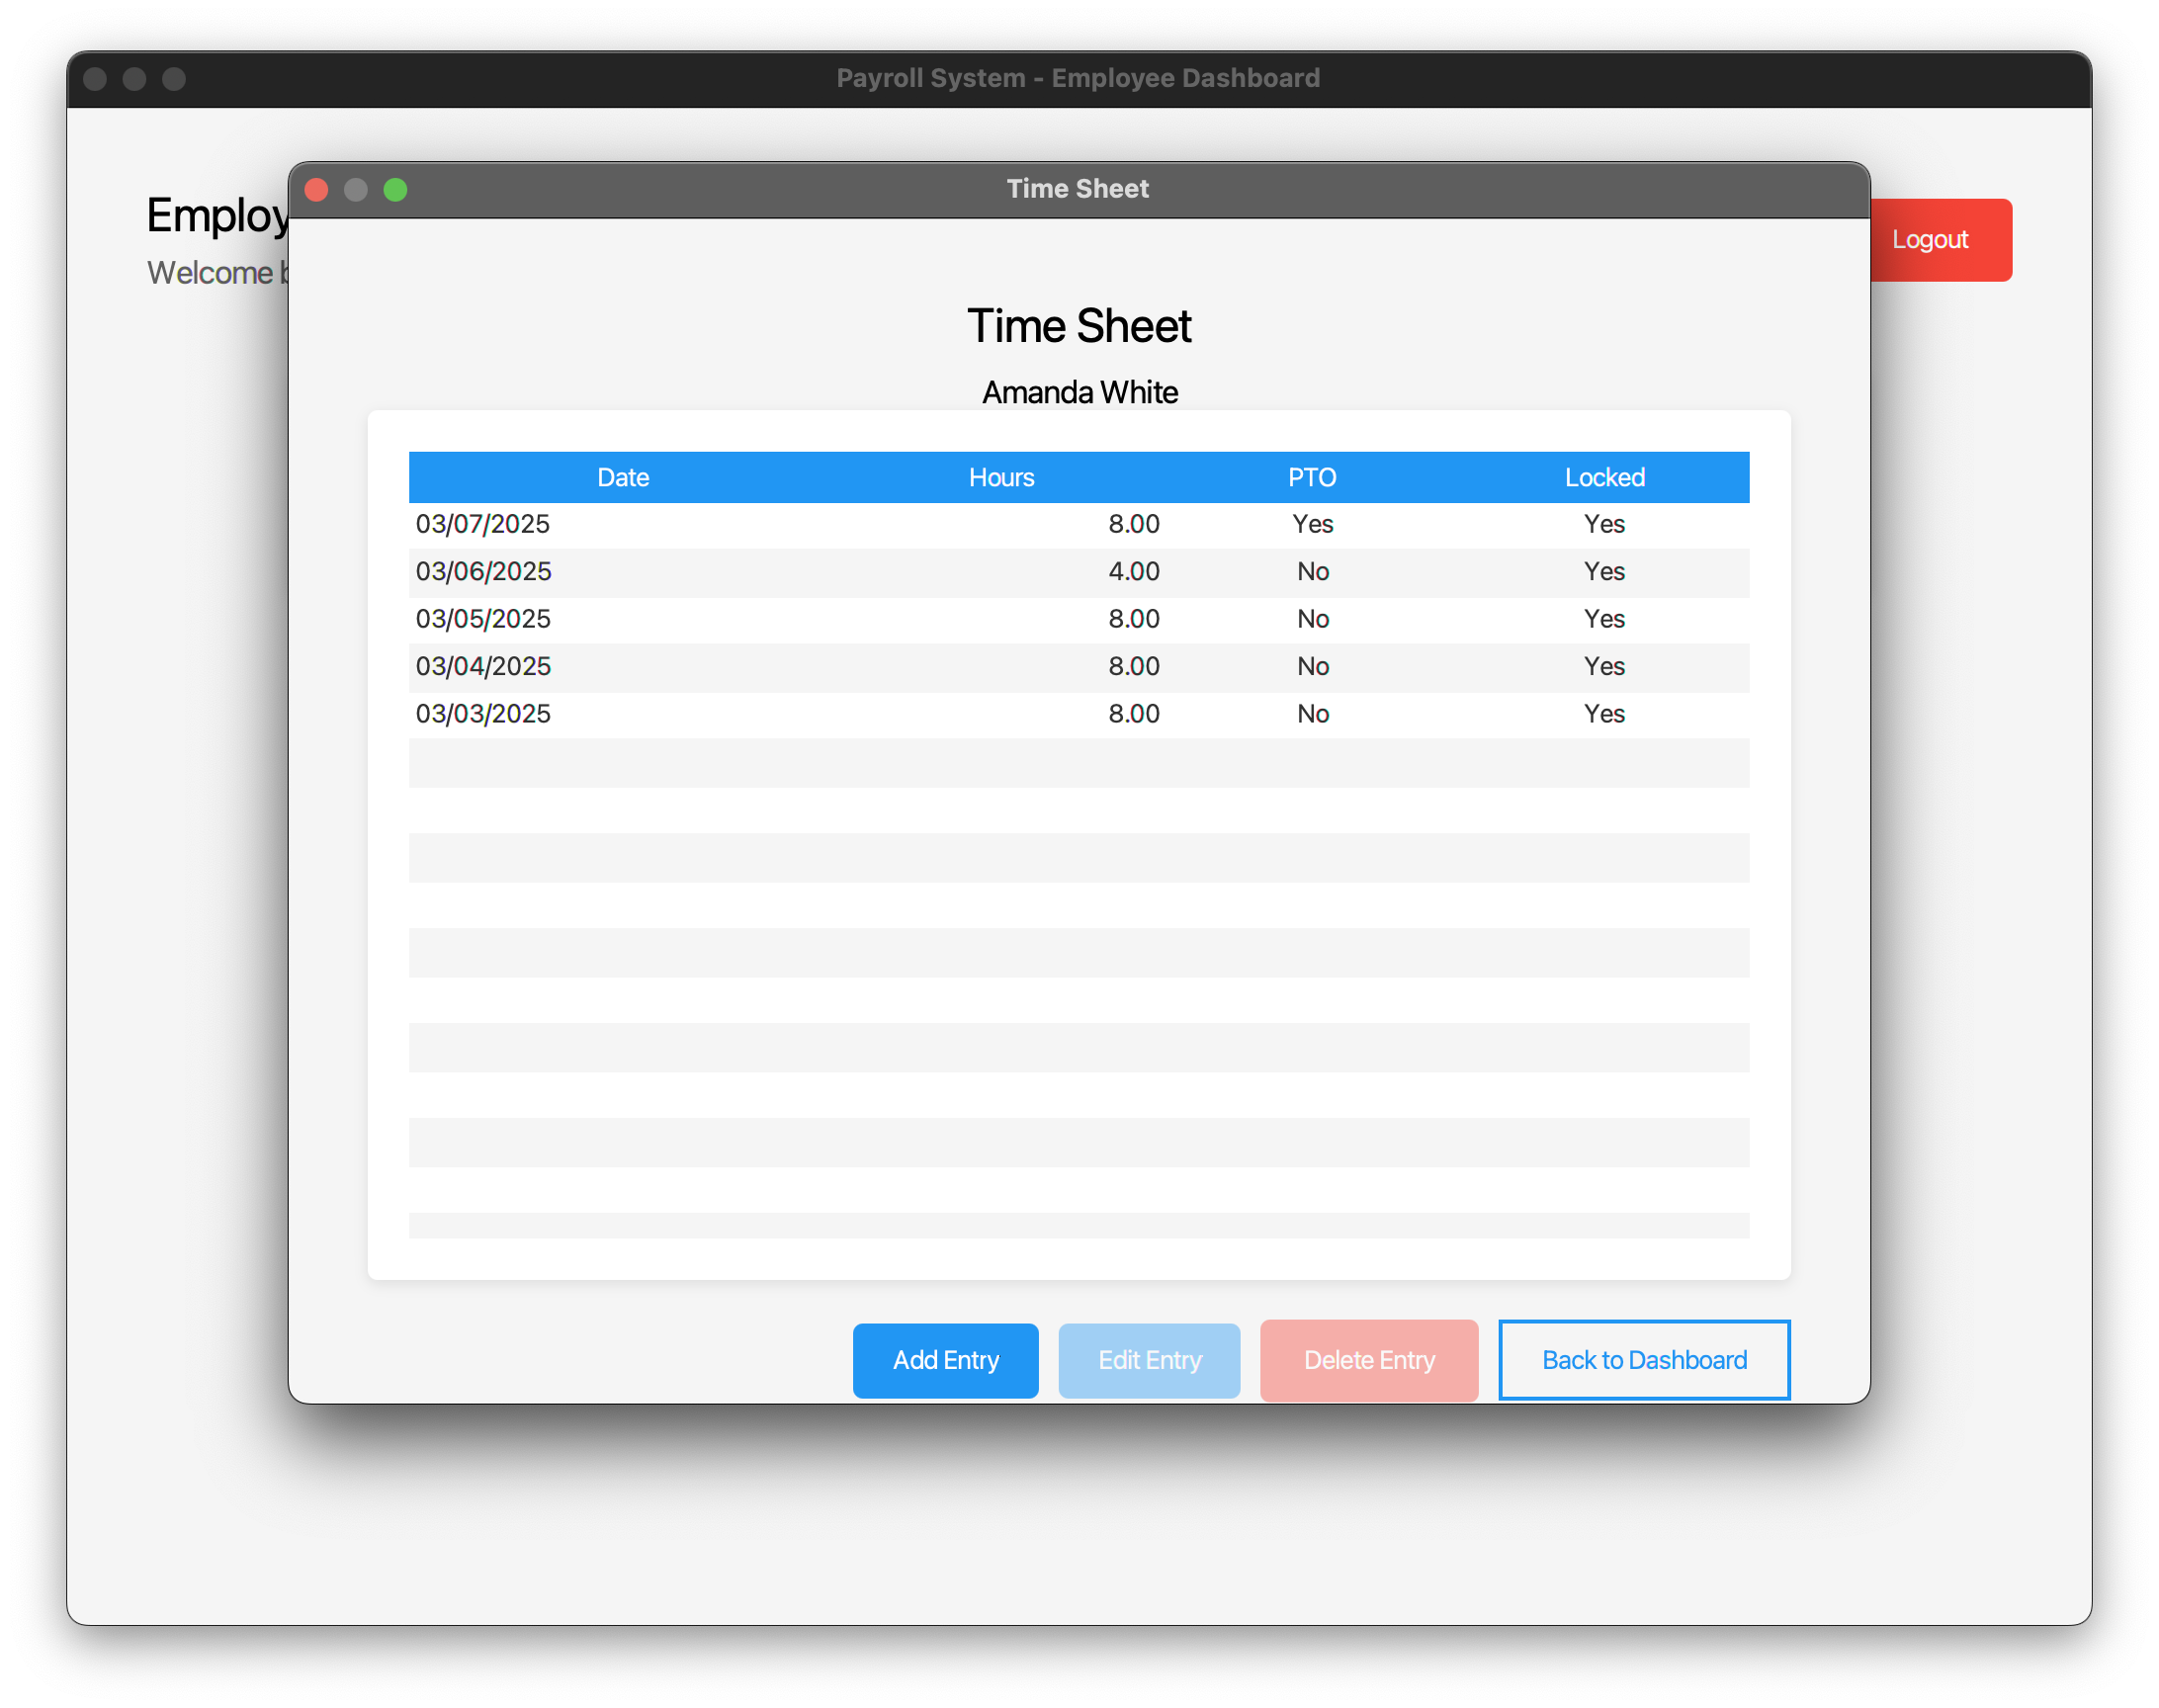 Payroll System - Employee Dashboard
Time Sheet
Employ
Welcome b
Logout
Time Sheet
Amanda White
Date Hours PTO Locked
03/07/2025 8.00 Yes Yes
03/06/2025 4.00 No Yes
03/05/2025 8.00 No Yes
03/04/2025 8.00 No Yes
03/03/2025 8.00 No Yes
Add Entry Edit Entry Delete Entry Back to Dashboard